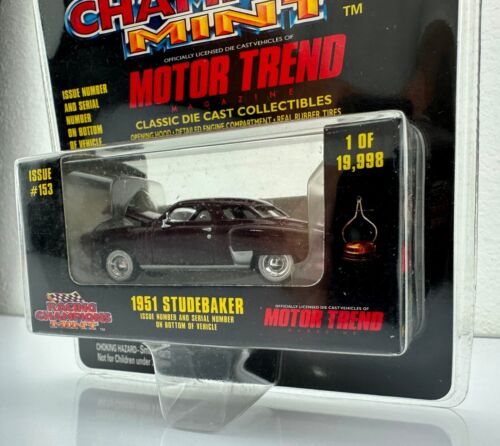 CHAMPIONS
MINT
TM
OFFICIALLY LICENSED DIE CAST VEHICLES OF
MOTOR TREND
MAGAZINE
CLASSIC DIE CAST COLLECTIBLES
OPENING HOOD • DETAILED ENGINE COMPARTMENT • REAL RUBBER TIRES
ISSUE NUMBER
AND SERIAL
NUMBER
ON BOTTOM
OF VEHICLE
ISSUE
#153
1 OF
19,998
RACING
CHAMPIONS
MINT
TM
1951 STUDEBAKER
ISSUE NUMBER AND SERIAL NUMBER
ON BOTTOM OF VEHICLE
OFFICIALLY LICENSED DIE CAST VEHICLES OF
MOTOR TREND
MAGAZINE
CHOKING HAZARD-
Not for Children under